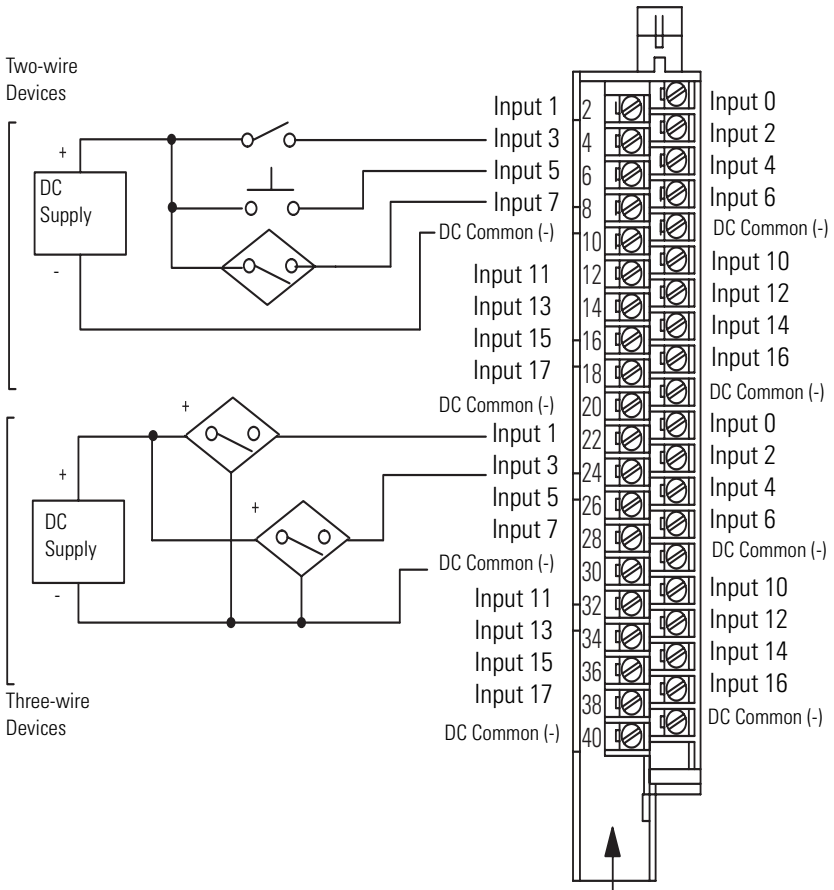 Two-wire
Devices
+
DC
Supply
-
Input 1
Input 3
Input 5
Input 7
DC Common (-)
Input 11
Input 13
Input 15
Input 17
DC Common (-)
+
+
DC
Supply
-
+
Input 1
Input 3
Input 5
Input 7
DC Common (-)
Input 11
Input 13
Input 15
Input 17
DC Common (-)
Three-wire
Devices
2
4
6
8
10
12
14
16
18
20
22
24
26
28
30
32
34
36
38
40
Input 0
Input 2
Input 4
Input 6
DC Common (-)
Input 10
Input 12
Input 14
Input 16
DC Common (-)
Input 0
Input 2
Input 4
Input 6
DC Common (-)
Input 10
Input 12
Input 14
Input 16
DC Common (-)